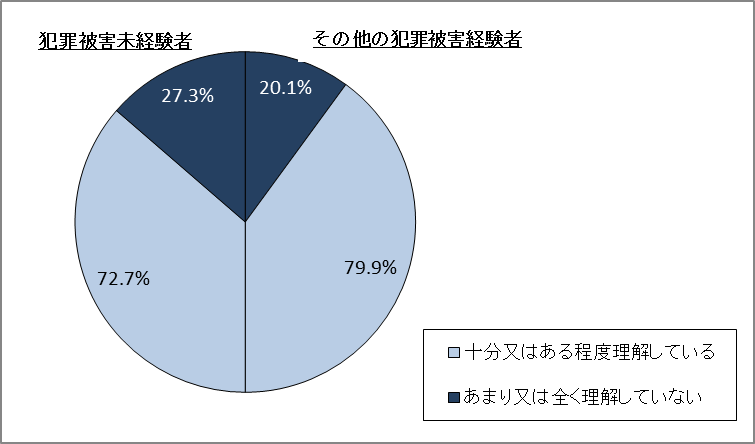 犯罪被害未経験者
その他の犯罪被害経験者
27.3%
20.1%
72.7%
79.9%
十分又はある程度理解している
あまり又は全く理解していない